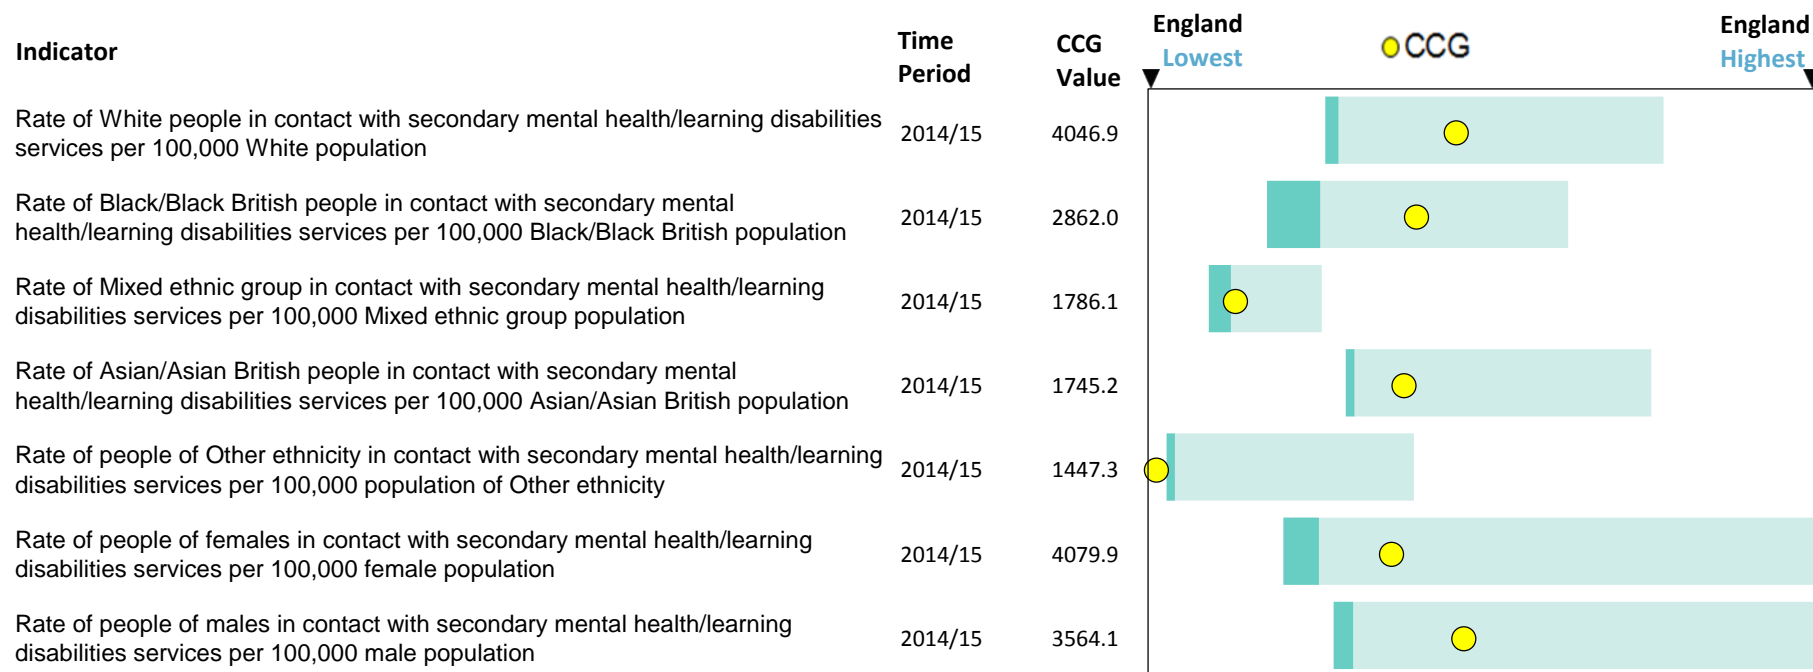 Indicator
Time Period
CCG Value
England Lowest
CCG
England Highest
Rate of White people in contact with secondary mental health/learning disabilities
services per 100,000 White population
2014/15 4046.9
Rate of Black/Black British people in contact with secondary mental
health/learning disabilities services per 100,000 Black/Black British population
2014/15 2862.0
Rate of Mixed ethnic group in contact with secondary mental health/learning
disabilities services per 100,000 Mixed ethnic group population
2014/15 1786.1
Rate of Asian/Asian British people in contact with secondary mental
health/learning disabilities services per 100,000 Asian/Asian British population
2014/15 1745.2
Rate of people of Other ethnicity in contact with secondary mental health/learning
disabilities services per 100,000 population of Other ethnicity
2014/15 1447.3
Rate of people of females in contact with secondary mental health/learning
disabilities services per 100,000 female population
2014/15 4079.9
Rate of people of males in contact with secondary mental health/learning
disabilities services per 100,000 male population
2014/15 3564.1